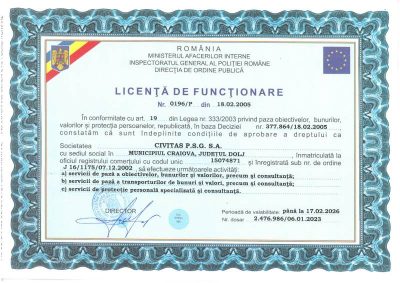 ROMÂNIA
MINISTERUL AFACERILOR INTERNE
INSPECTORATUL GENERAL AL POLIȚIEI ROMÂNE
DIRECȚIA DE ORDINE PUBLICĂ
LICENȚĂ DE FUNCȚIONARE
Nr. 0196/P din 18.02.2005
În conformitate cu art. 19 din Legea nr. 333/2003 privind paza obiectivelor, bunurilor,
valorilor și protecția persoanelor, republicată, în baza Deciziei nr. 377.864/18.02.2005
constatăm că sunt îndeplinite condițiile de aprobare a dreptului ca
Societatea CIVITAS P.S.G. S.A.
cu sediul social în MUNICIPIUL CRAIOVA, JUDEȚUL DOLJ, înmatriculată la
oficiul registrului comerțului cu codul unic 15074871 și înregistrată sub nr. de ordine
J 16/1175/07.12.2002 să efectueze următoarele activități:
a) servicii de pază a obiectivelor, bunurilor și valorilor, precum și consultanță;
b) servicii de pază a transporturilor de bunuri și valori, precum și consultanță;
c) servicii de protecție personală specializată și consultanță.
DIRECTOR
Perioada de valabilitate: până la 17.02.2026
Nr. dosar: 2.476.986/06.01.2023